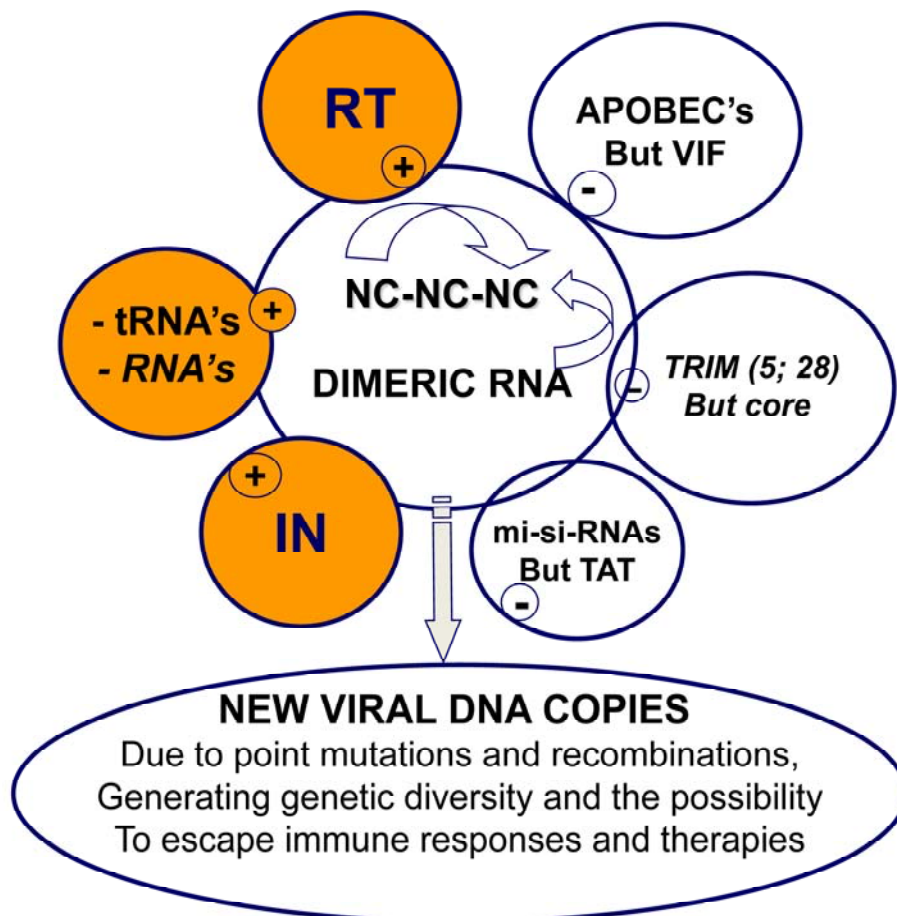 RT
+
APOBEC's
But VIF
-
NC-NC-NC
DIMERIC RNA
- tRNA's
- RNA's
+
TRIM (5; 28)
But core
-
IN
+
mi-si-RNAs
But TAT
-
NEW VIRAL DNA COPIES
Due to point mutations and recombinations,
Generating genetic diversity and the possibility
To escape immune responses and therapies